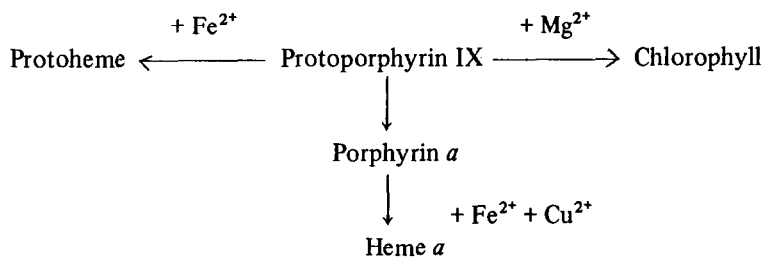 + Fe²⁺ + Mg²⁺
Protoheme Protoporphyrin IX Chlorophyll
Porphyrin a
+ Fe²⁺ + Cu²⁺
Heme a